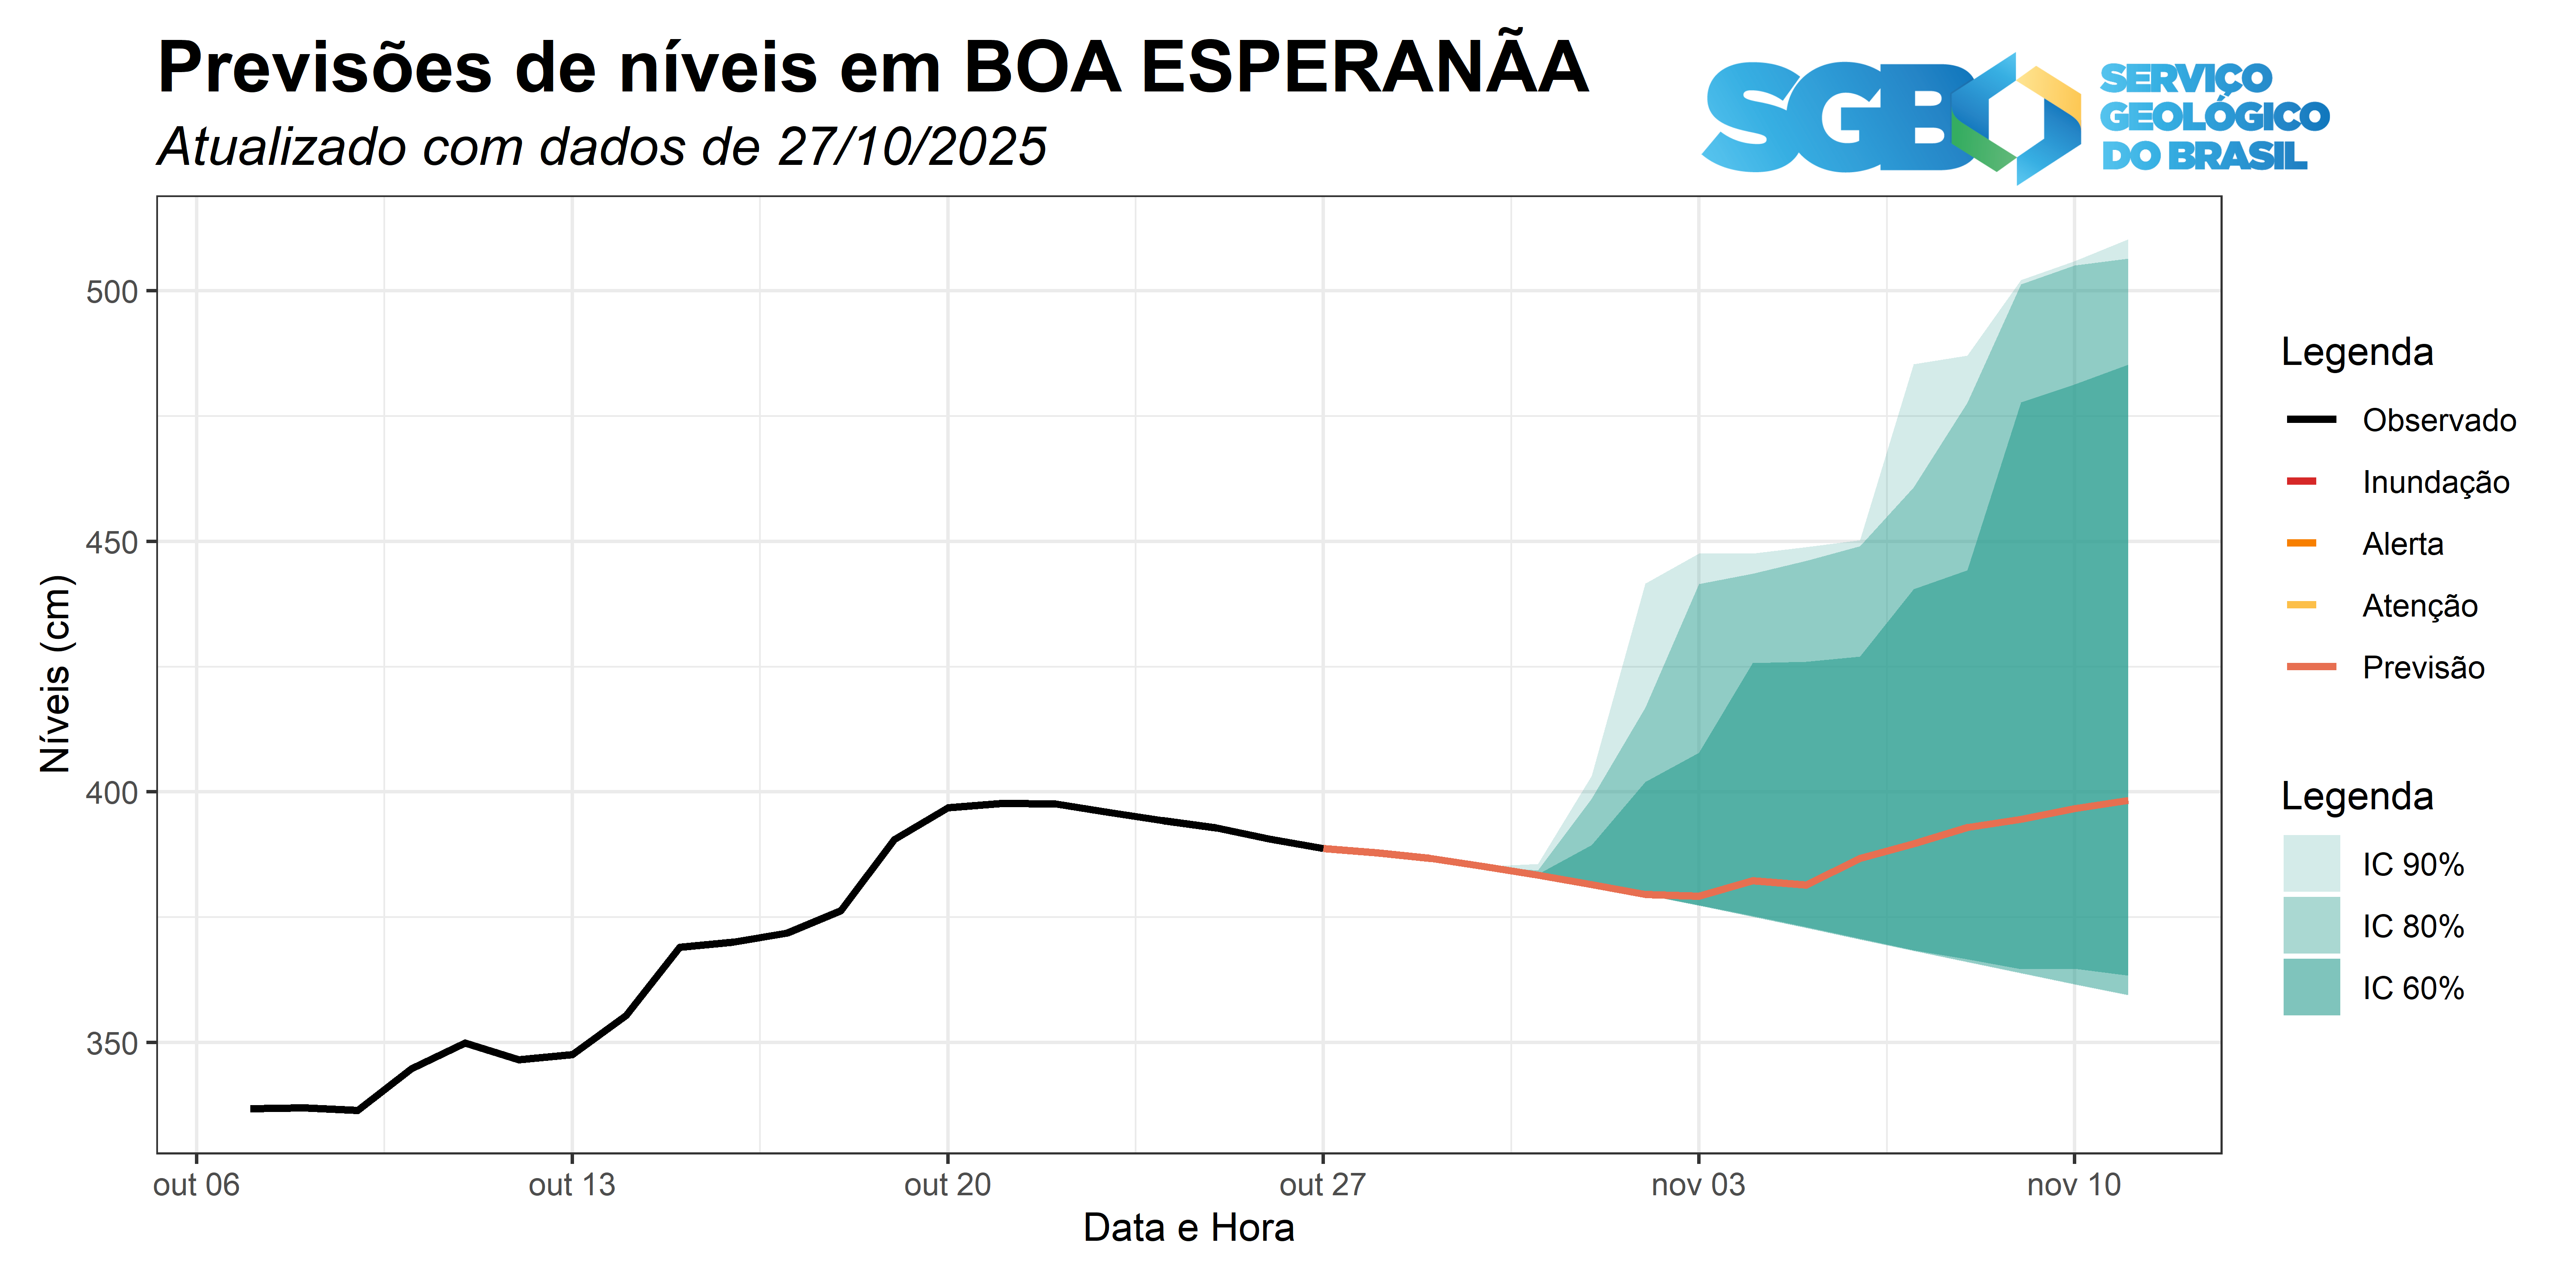 Previsões de níveis em BOA ESPERANÃA
Atualizado com dados de 27/10/2025
SGB
SERVIÇO
GEOLÓGICO
DO BRASIL
Níveis (cm)
500
450
400
350
out 06
out 13
out 20
out 27
nov 03
nov 10
Data e Hora
Legenda
Observado
Inundação
Alerta
Atenção
Previsão
Legenda
IC 90%
IC 80%
IC 60%